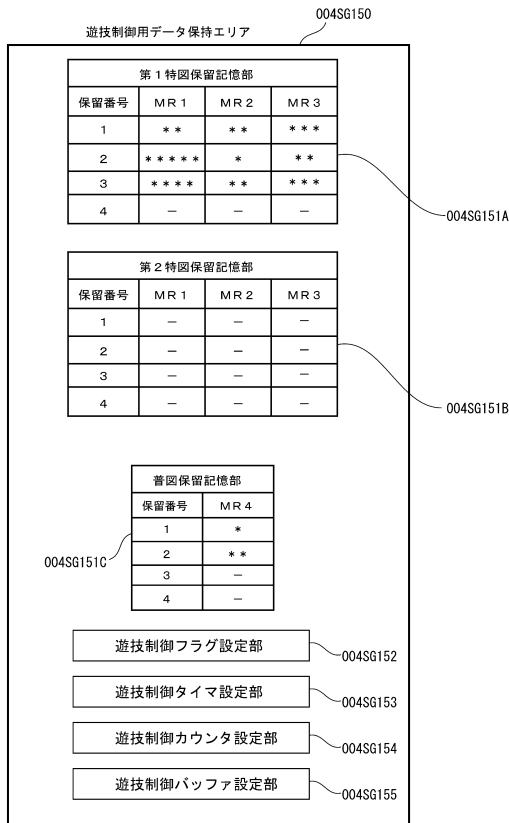 004SG150
遊技制御用データ保持エリア
第1特図保留記憶部
保留番号 MR1 MR2 MR3
1 ** ** ***
2 ***** * **
3 **** ** ***
4 − − −
004SG151A
第2特図保留記憶部
保留番号 MR1 MR2 MR3
1 − − −
2 − − −
3 − − −
4 − − −
004SG151B
普図保留記憶部
保留番号 MR4
1 *
2 **
3 −
4 −
004SG151C
遊技制御フラグ設定部
004SG152
遊技制御タイマ設定部
004SG153
遊技制御カウンタ設定部
004SG154
遊技制御バッファ設定部
004SG155